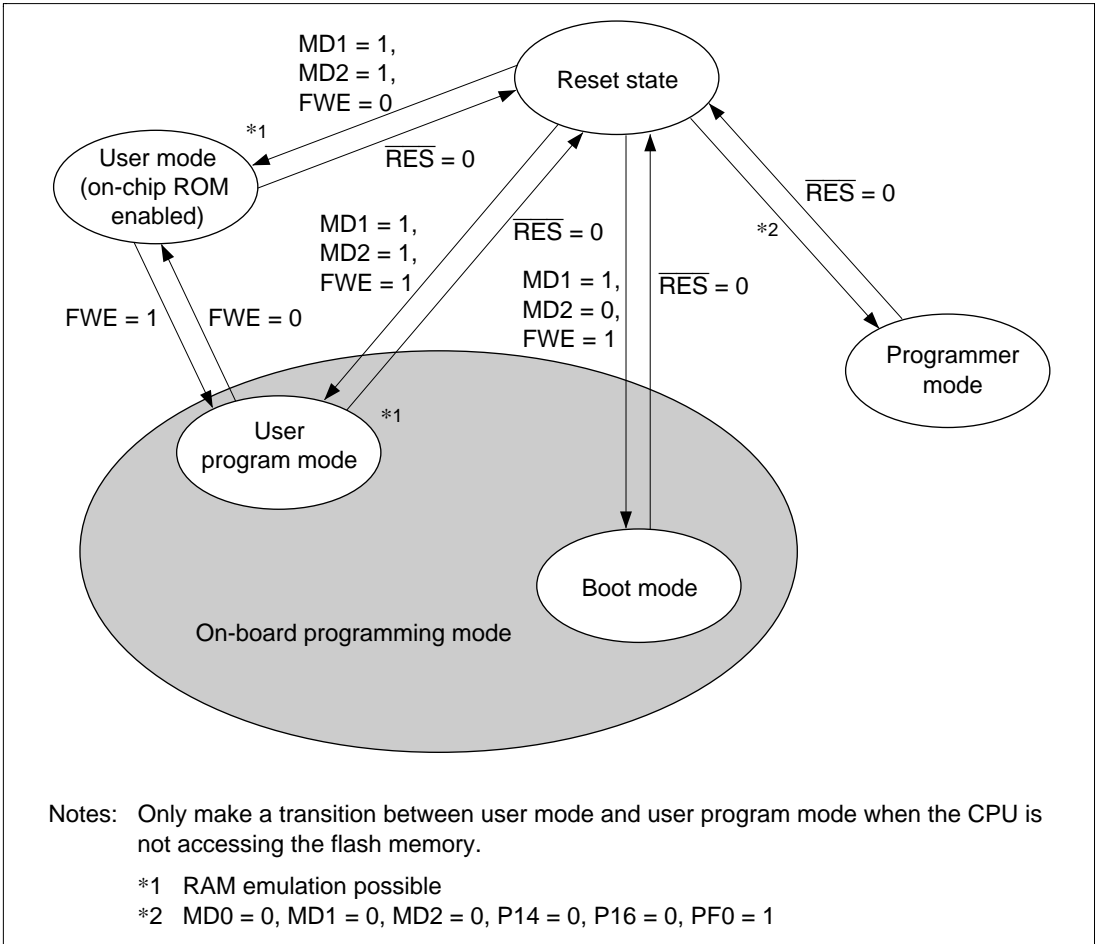 MD1 = 1,
MD2 = 1,
FWE = 0
Reset state
*1
User mode
(on-chip ROM
enabled)
RES = 0
RES = 0
*2
MD1 = 1,
MD2 = 1,
FWE = 1
RES = 0
MD1 = 1,
MD2 = 0,
FWE = 1
RES = 0
FWE = 1
FWE = 0
Programmer
mode
User
program mode
*1
Boot mode
On-board programming mode
Notes: Only make a transition between user mode and user program mode when the CPU is
not accessing the flash memory.
*1 RAM emulation possible
*2 MD0 = 0, MD1 = 0, MD2 = 0, P14 = 0, P16 = 0, PF0 = 1